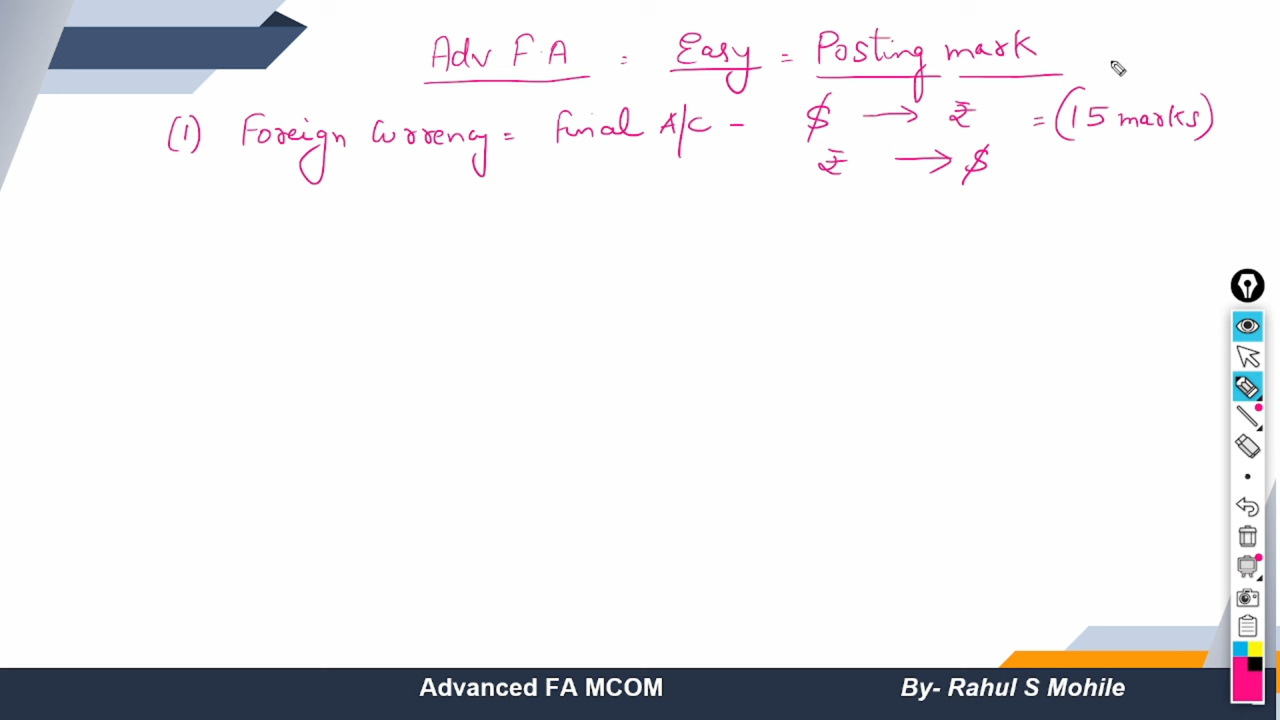 Adv F.A = Easy = Posting mark
(1) Foreign Currency = Final A/C - $ → ₹ = (15 marks)
₹ → $
Advanced FA MCOM
By- Rahul S Mohile